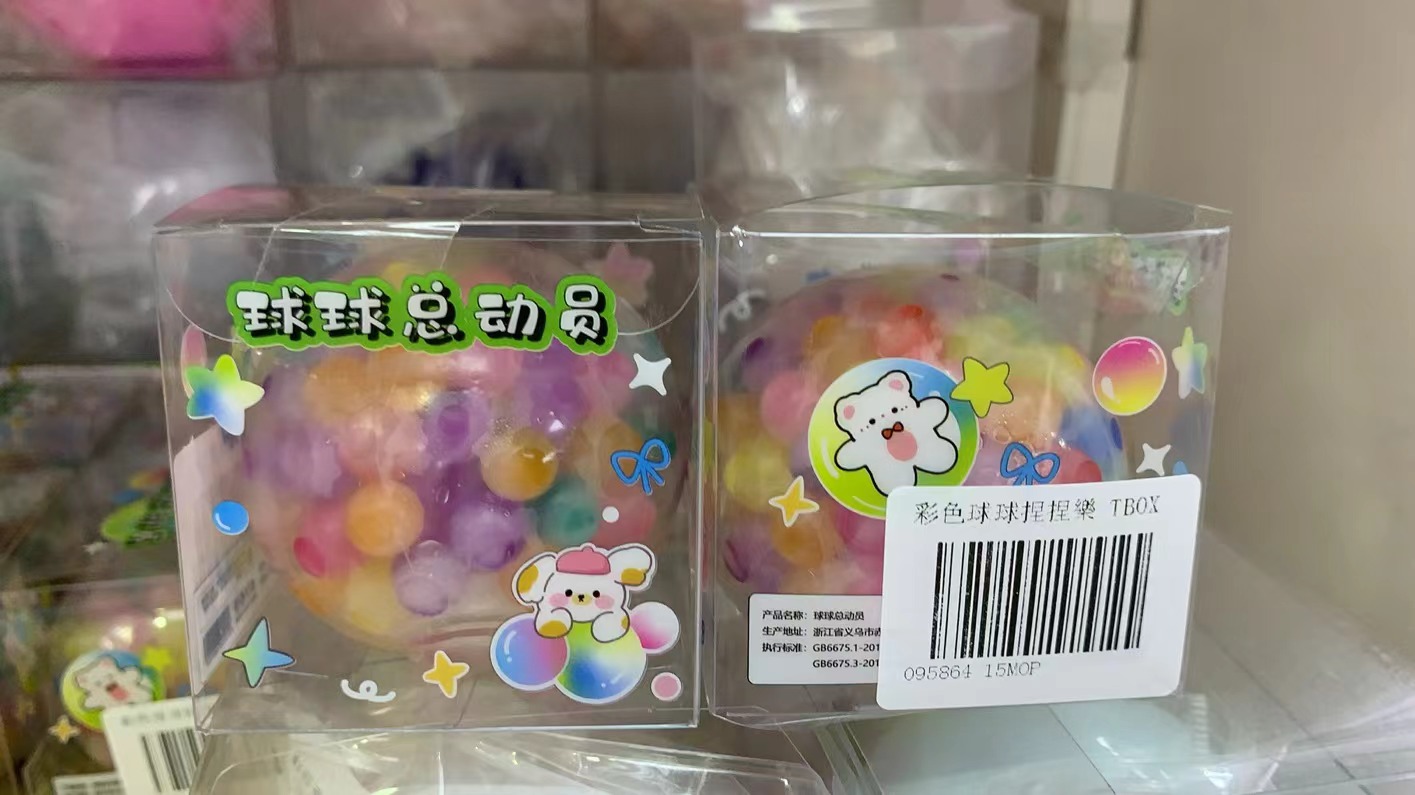 球球总动员
彩色球球捏捏樂 TBOX
095864 15MOP
产品名称: 球球总动员
生产地址: 浙江省义乌市
执行标准: GB6675.1-201
GB6675.3-201